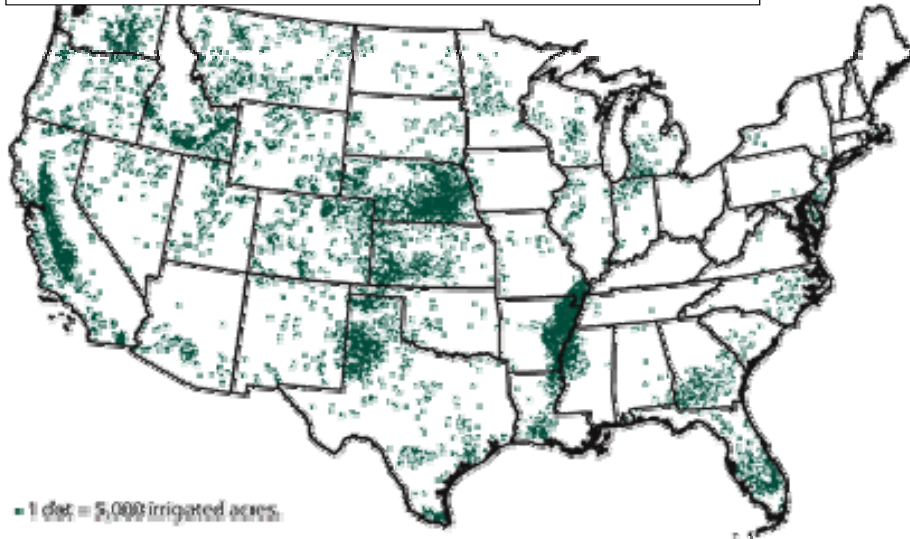 1 dot = 5,000 irrigated acres.